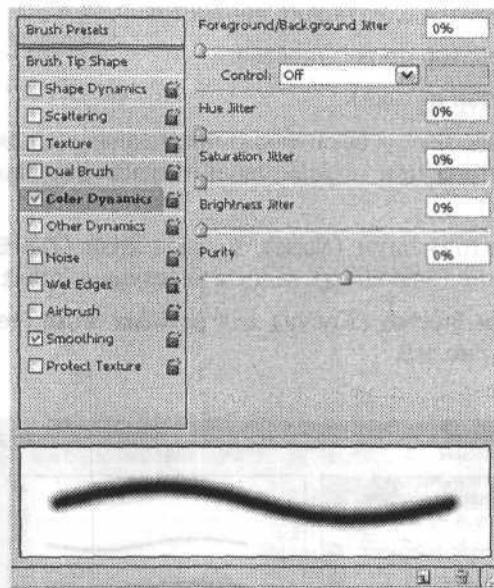 Brush Presets
Brush Tip Shape
Shape Dynamics
Scattering
Texture
Dual Brush
Color Dynamics
Other Dynamics
Noise
Wet Edges
Airbrush
Smoothing
Protect Texture
Foreground/Background Jitter 0%
Control: Off
Hue Jitter 0%
Saturation Jitter 0%
Brightness Jitter 0%
Purity 0%